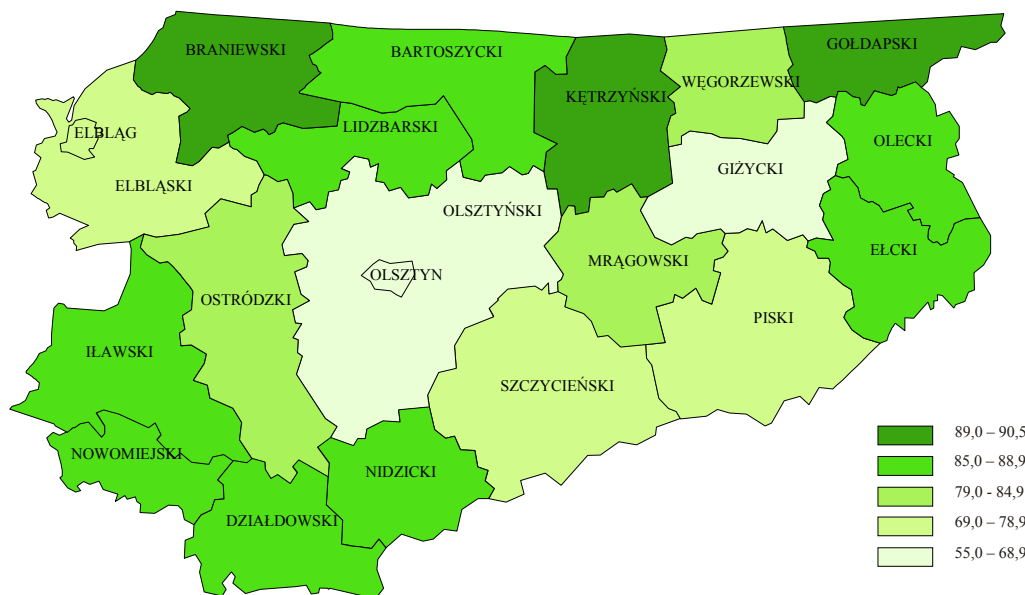 BRANIEWSKI
BARTOSZYCKI
GOŁDAPSKI
WĘGORZEWSKI
KĘTRZYŃSKI
ELBLĄG
LIDZBARSKI
OLECKI
GIŻYCKI
ELBLĄSKI
OLSZTYŃSKI
EŁCKI
MRĄGOWSKI
OLSZTYN
OSTRÓDZKI
PISKI
IŁAWSKI
SZCZYCIEŃSKI
NOWOMIEJSKI
NIDZICKI
DZIAŁDOWSKI
89,0 – 90,5
85,0 – 88,9
79,0 - 84,9
69,0 – 78,9
55,0 – 68,9